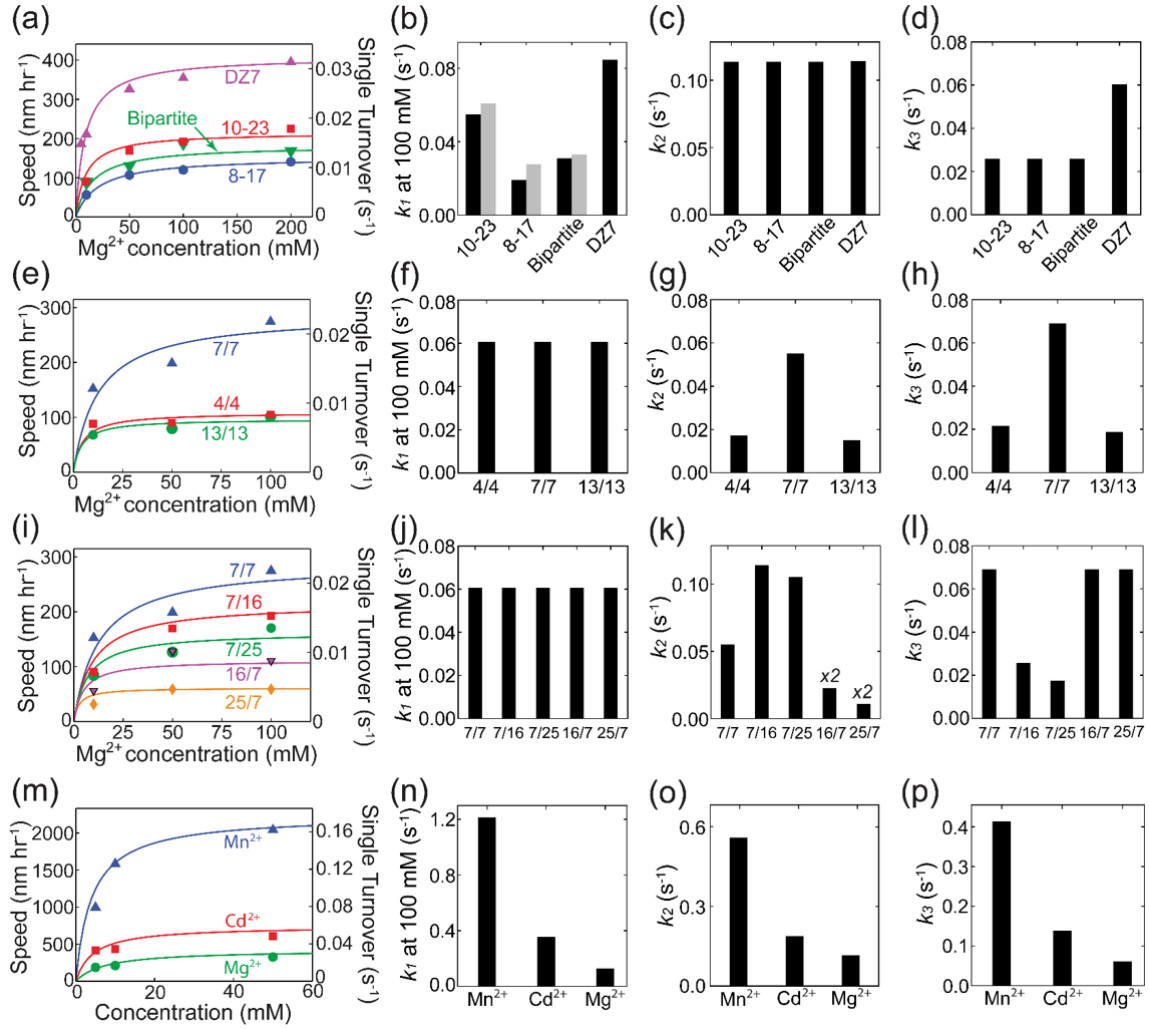 (a)
Speed (nm hr⁻¹)
400
300
200
100
0
DZ7
Bipartite
10-23
8-17
0.03
0.02
0.01
0.00
Single Turnover (s⁻¹)
0 50 100 150 200
Mg²⁺ concentration (mM)
(b)
k₁ at 100 mM (s⁻¹)
0.08
0.04
0.00
10-23
8-17
Bipartite
DZ7
(c)
k₂ (s⁻¹)
0.10
0.05
0.00
10-23
8-17
Bipartite
DZ7
(d)
k₃ (s⁻¹)
0.08
0.06
0.04
0.02
0.00
10-23
8-17
Bipartite
DZ7
(e)
Speed (nm hr⁻¹)
300
200
100
0
7/7
4/4
13/13
0.02
0.01
0
Single Turnover (s⁻¹)
0 25 50 75 100
Mg²⁺ concentration (mM)
(f)
k₁ at 100 mM (s⁻¹)
0.08
0.06
0.04
0.02
0.00
4/4 7/7 13/13
(g)
k₂ (s⁻¹)
0.08
0.06
0.04
0.02
0.00
4/4 7/7 13/13
(h)
k₃ (s⁻¹)
0.08
0.06
0.04
0.02
0.00
4/4 7/7 13/13
(i)
Speed (nm hr⁻¹)
300
200
100
0
7/7
7/16
7/25
16/7
25/7
0.02
0.01
0
Single Turnover (s⁻¹)
0 25 50 75 100
Mg²⁺ concentration (mM)
(j)
k₁ at 100 mM (s⁻¹)
0.08
0.06
0.04
0.02
0.00
7/7 7/16 7/25 16/7 25/7
(k)
k₂ (s⁻¹)
0.10
0.05
0.00
x2 x2
7/7 7/16 7/25 16/7 25/7
(l)
k₃ (s⁻¹)
0.08
0.06
0.04
0.02
0.00
7/7 7/16 7/25 16/7 25/7
(m)
Speed (nm hr⁻¹)
2000
1500
1000
500
0
Mn²⁺
Cd²⁺
Mg²⁺
0.16
0.12
0.08
0.04
0
Single Turnover (s⁻¹)
0 20 40 60
Concentration (mM)
(n)
k₁ at 100 mM (s⁻¹)
1.2
0.8
0.4
0.0
Mn²⁺ Cd²⁺ Mg²⁺
(o)
k₂ (s⁻¹)
0.6
0.3
0.0
Mn²⁺ Cd²⁺ Mg²⁺
(p)
k₃ (s⁻¹)
0.4
0.3
0.2
0.1
0.0
Mn²⁺ Cd²⁺ Mg²⁺